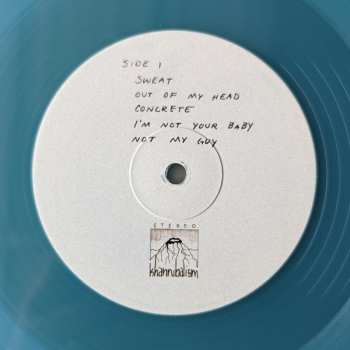 SIDE 1
SWEAT
OUT OF MY HEAD
CONCRETE
I'M NOT YOUR BABY
NOT MY GUY
STEREO
khannibalism